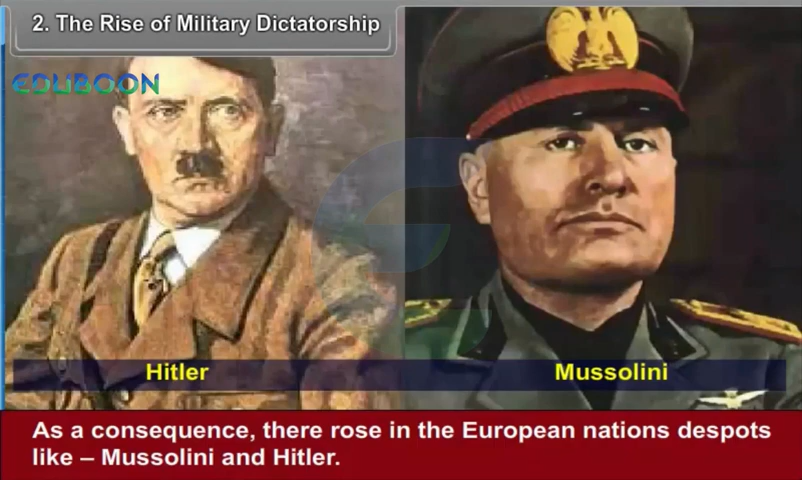 2. The Rise of Military Dictatorship
EDUBOON
Hitler
Mussolini
As a consequence, there rose in the European nations despots
like – Mussolini and Hitler.